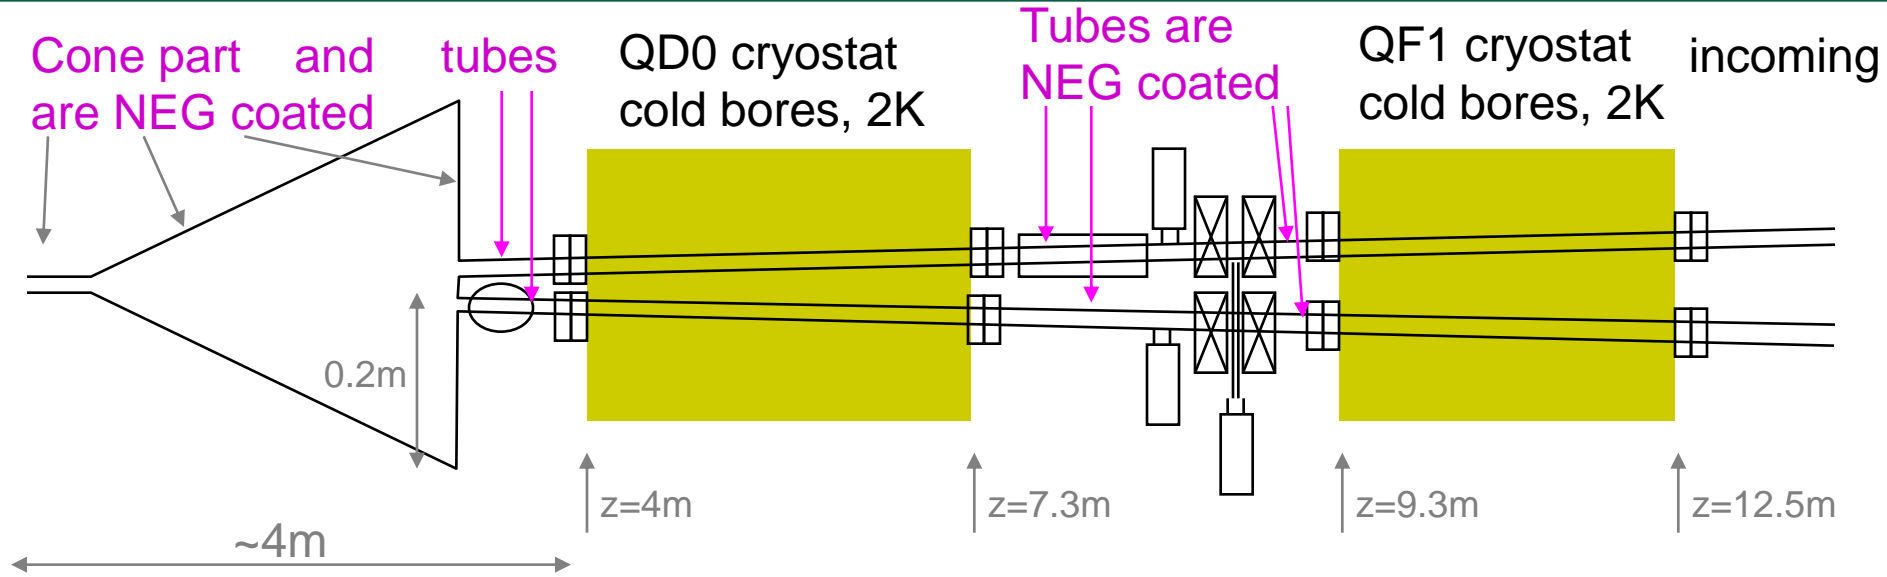 Cone part and tubes
are NEG coated
QD0 cryostat
cold bores, 2K
Tubes are
NEG coated
QF1 cryostat
cold bores, 2K
incoming
0.2m
z=4m
z=7.3m
z=9.3m
z=12.5m
~4m